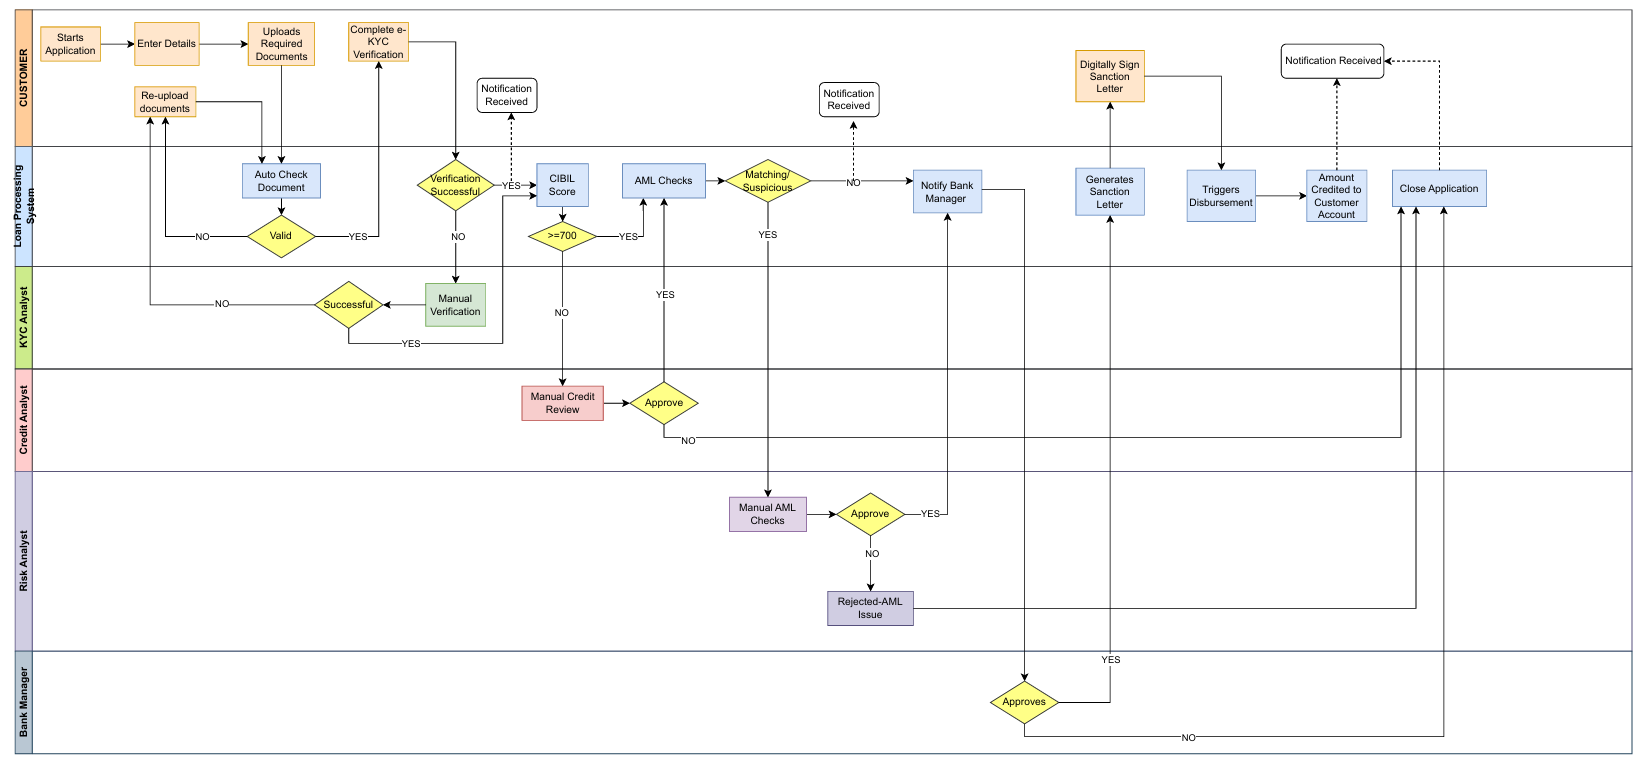 CUSTOMER
Starts
Application
Enter Details
Uploads
Required
Documents
Complete e-
KYC
Verification
Re-upload
documents
Notification
Received
Notification
Received
Digitally Sign
Sanction
Letter
Notification Received
Loan Processing
System
Auto Check
Document
Valid
NO
YES
Verification
Successful
YES
NO
CIBIL
Score
>=700
YES
AML Checks
Matching/
Suspicious
NO
YES
Notify Bank
Manager
Generates
Sanction
Letter
Triggers
Disbursement
Amount
Credited to
Customer
Account
Close Application
KYC Analyst
NO
Successful
Manual
Verification
YES
NO
YES
Credit Analyst
Manual Credit
Review
Approve
NO
Risk Analyst
Manual AML
Checks
Approve
YES
NO
Rejected-AML
Issue
Bank Manager
YES
Approves
NO